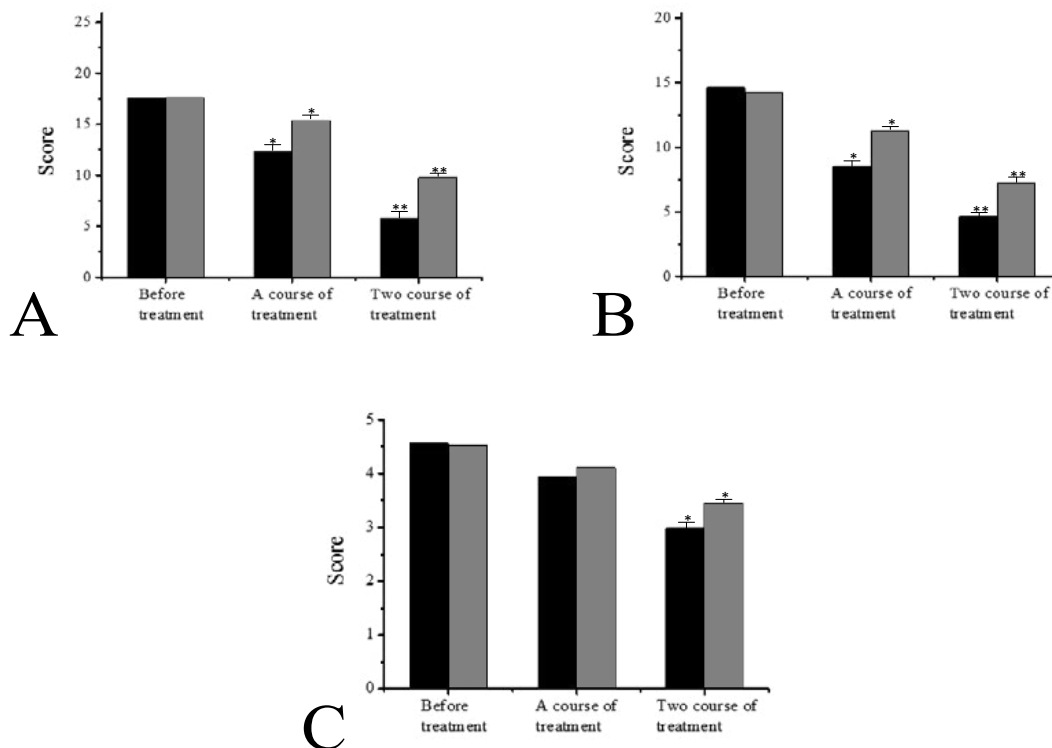 25
20
15
10
5
0
Score
*
*
**
**
Before
treatment
A course of
treatment
Two course of
treatment
A
20
15
10
5
0
Score
*
*
**
**
Before
treatment
A course of
treatment
Two course of
treatment
B
5
4
3
2
1
0
Score
*
*
Before
treatment
A course of
treatment
Two course of
treatment
C